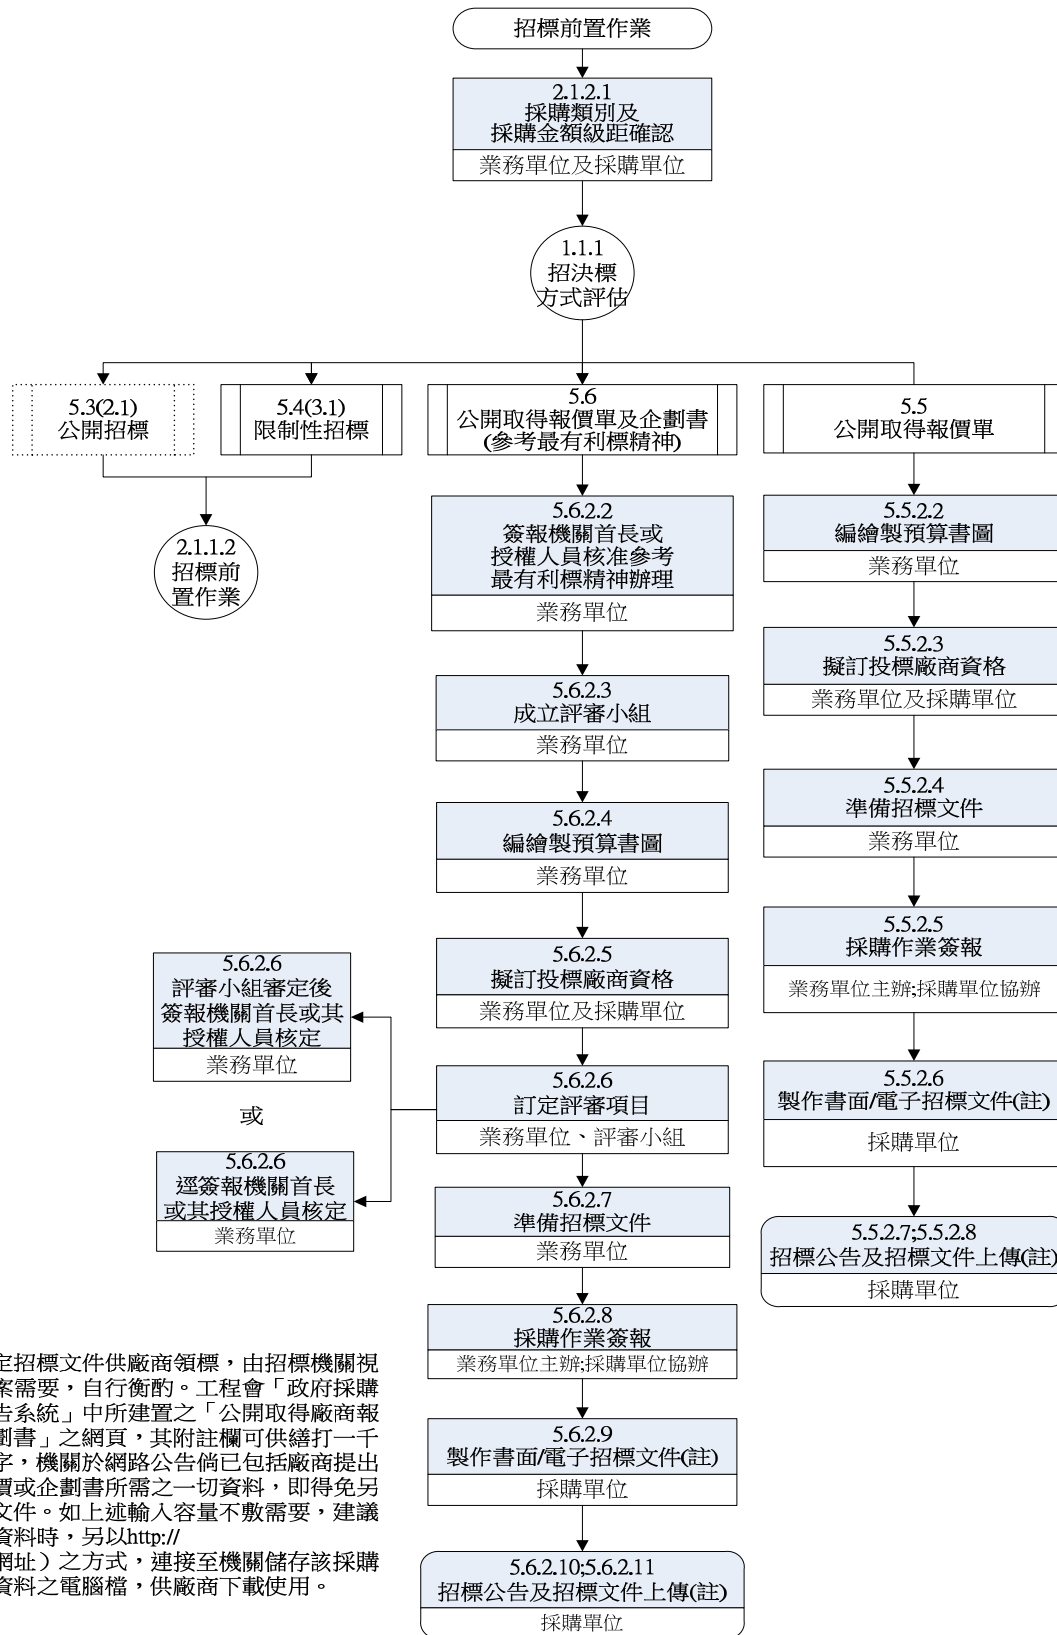 招標前置作業
2.1.2.1
採購類別及
採購金額級距確認
業務單位及採購單位
1.1.1
招決標
方式評估
5.3(2.1)
公開招標
5.4(3.1)
限制性招標
5.6
公開取得報價單及企劃書
(參考最有利標精神)
5.5
公開取得報價單
2.1.1.2
招標前
置作業
5.6.2.2
簽報機關首長或
授權人員核准參考
最有利標精神辦理
業務單位
5.6.2.3
成立評審小組
業務單位
5.6.2.4
編繪製預算書圖
業務單位
5.6.2.5
擬訂投標廠商資格
業務單位及採購單位
5.6.2.6
訂定評審項目
業務單位、評審小組
5.6.2.6
評審小組審定後
簽報機關首長或其
授權人員核定
業務單位
或
5.6.2.6
逕簽報機關首長
或其授權人員核定
業務單位
5.6.2.7
準備招標文件
業務單位
5.6.2.8
採購作業簽報
業務單位主辦;採購單位協辦
5.6.2.9
製作書面/電子招標文件(註)
採購單位
5.6.2.10;5.6.2.11
招標公告及招標文件上傳(註)
採購單位
5.5.2.2
編繪製預算書圖
業務單位
5.5.2.3
擬訂投標廠商資格
業務單位及採購單位
5.5.2.4
準備招標文件
業務單位
5.5.2.5
採購作業簽報
業務單位主辦;採購單位協辦
5.5.2.6
製作書面/電子招標文件(註)
採購單位
5.5.2.7;5.5.2.8
招標公告及招標文件上傳(註)
採購單位
定招標文件供廠商領標，由招標機關視
案需要，自行衡酌。工程會「政府採購
告系統」中所建置之「公開取得廠商報
劃書」之網頁，其附註欄可供繕打一千
字，機關於網路公告倘已包括廠商提出
價或企劃書所需之一切資料，即得免另
文件。如上述輸入容量不敷需要，建議
資料時，另以http://
網址）之方式，連接至機關儲存該採購
資料之電腦檔，供廠商下載使用。